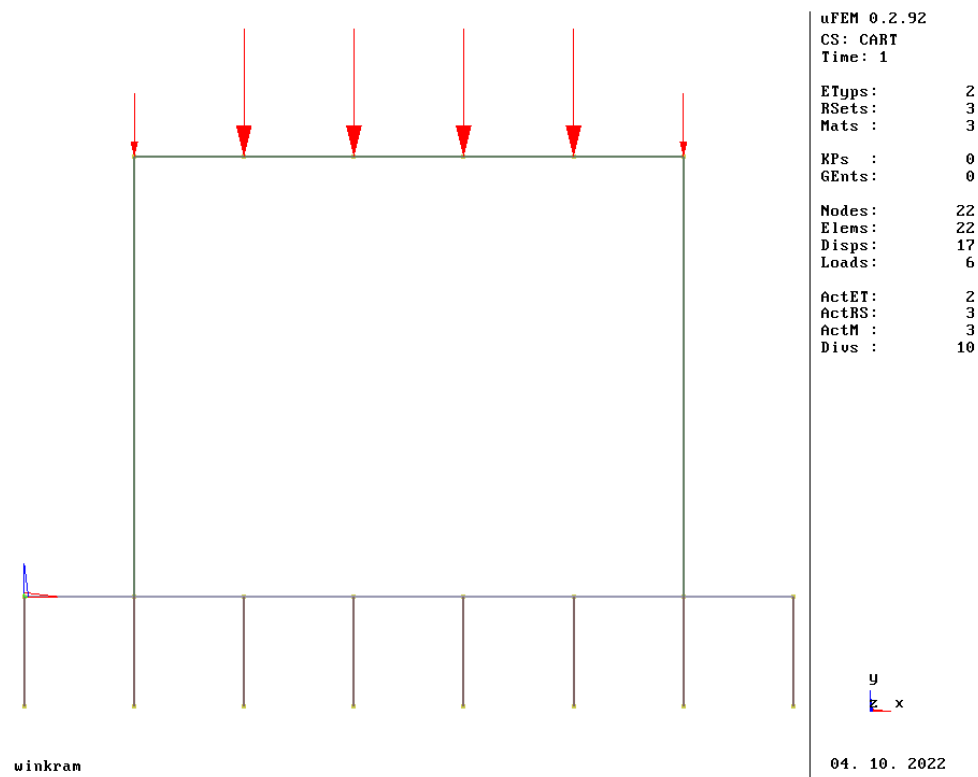 uFEM 0.2.92
CS: CART
Time: 1
ETyps: 2
RSets: 3
Mats : 3
KPs : 0
GEnts: 0
Nodes: 22
Elems: 22
Disps: 17
Loads: 6
ActET: 2
ActRS: 3
ActM : 3
Divs : 10
y
z x
winkram
04. 10. 2022